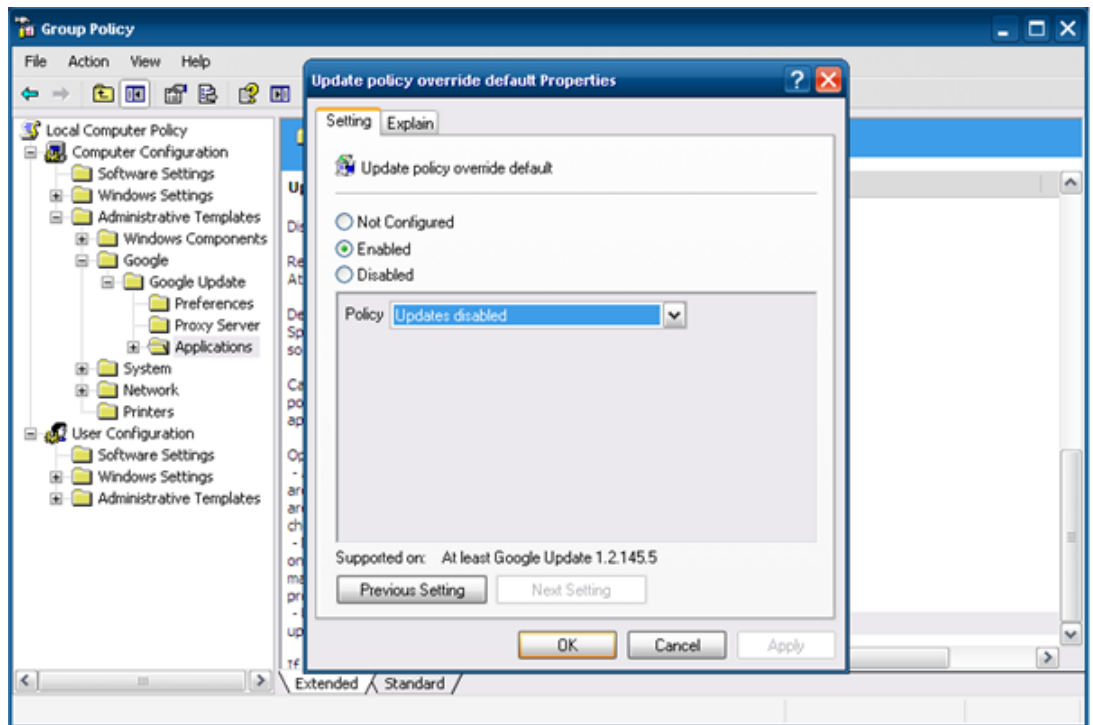 Group Policy
File Action View Help
Local Computer Policy
Computer Configuration
Software Settings
Windows Settings
Administrative Templates
Windows Components
Google
Google Update
Preferences
Proxy Server
Applications
System
Network
Printers
User Configuration
Software Settings
Windows Settings
Administrative Templates
Extended Standard
Update policy override default Properties
Setting Explain
Update policy override default
Not Configured
Enabled
Disabled
Policy Updates disabled
Supported on: At least Google Update 1.2.145.5
Previous Setting Next Setting
OK Cancel Apply